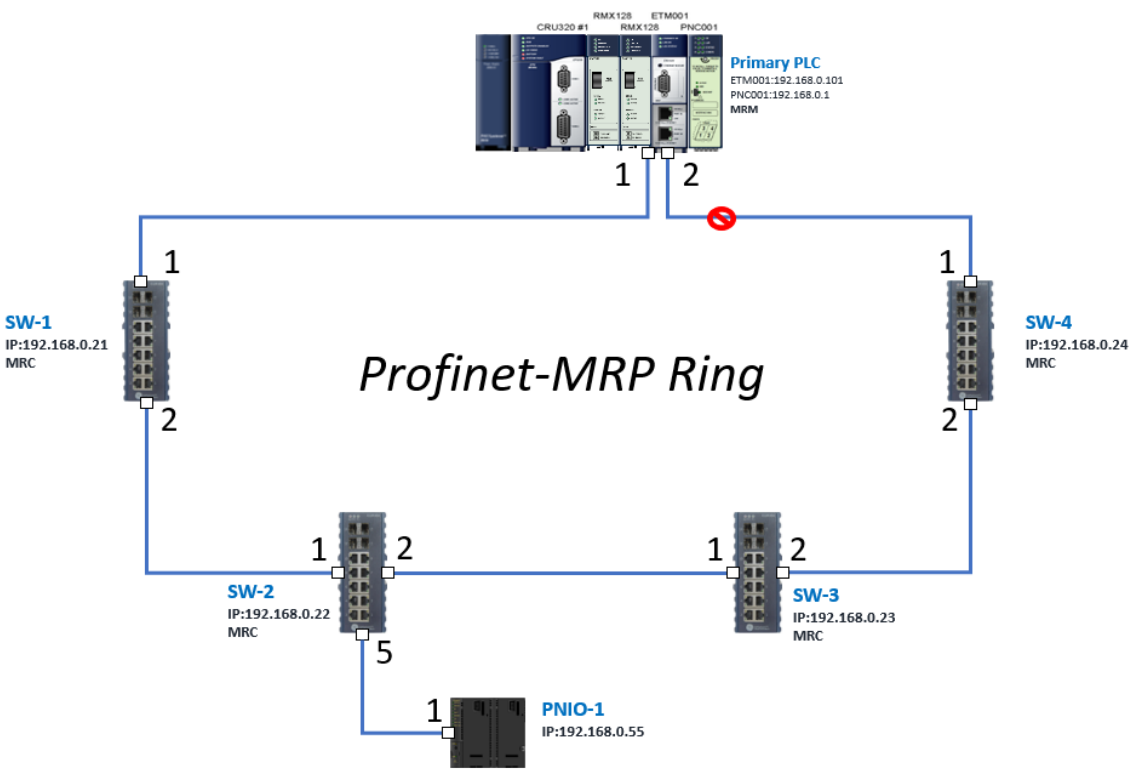 RMX128 ETM001
CRU320 #1 RMX128 PNC001
Primary PLC
ETM001:192.168.0.101
PNC001:192.168.0.1
MRM
1 2
1
1
SW-1
IP:192.168.0.21
MRC
SW-4
IP:192.168.0.24
MRC
Profinet-MRP Ring
2
2
1 2
1 2
SW-2
IP:192.168.0.22
MRC
SW-3
IP:192.168.0.23
MRC
5
1
PNIO-1
IP:192.168.0.55